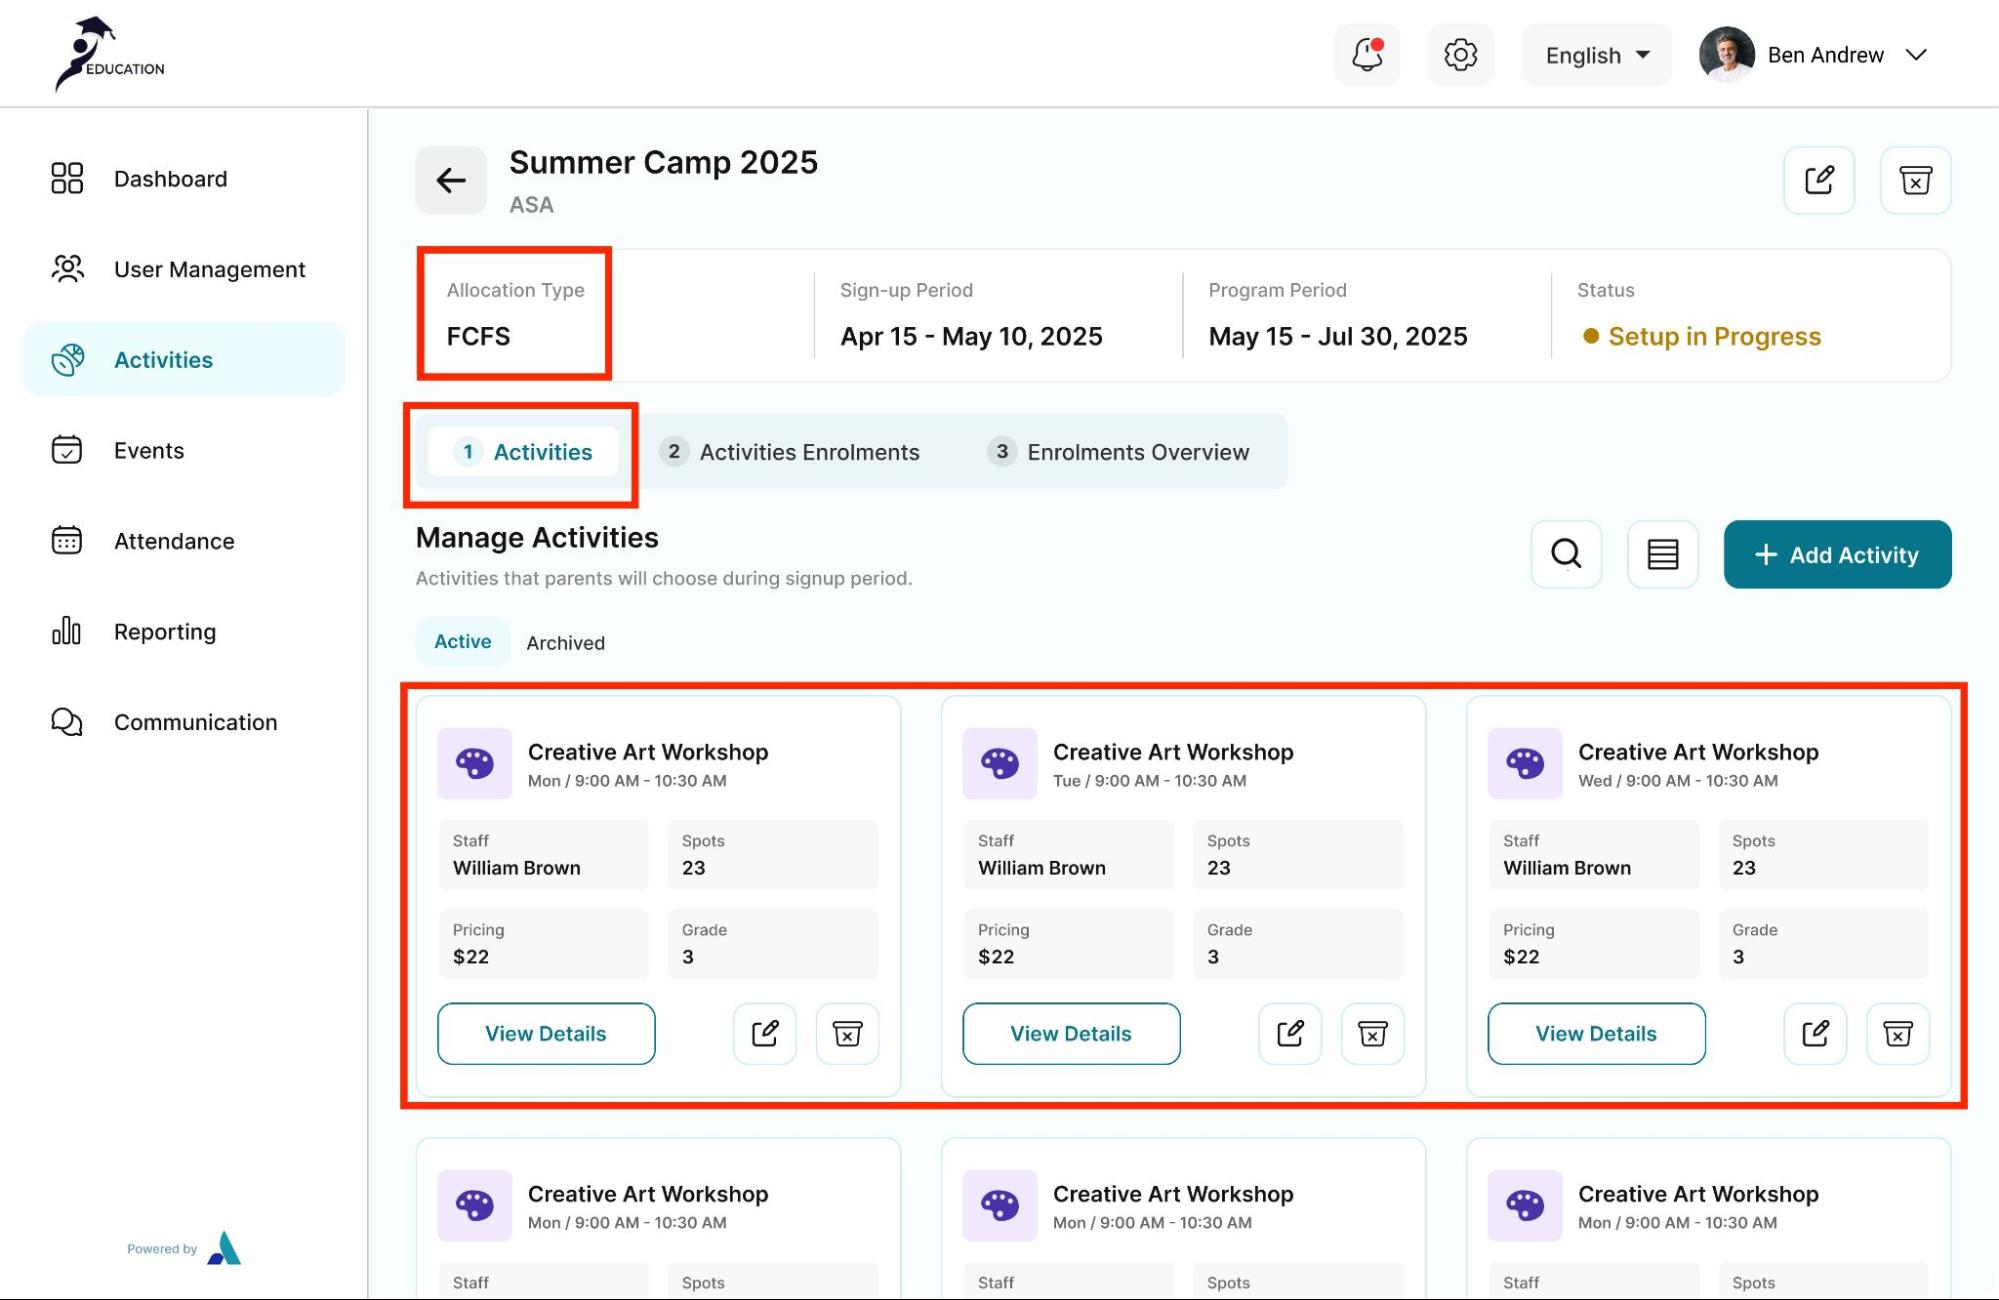 EDUCATION
English
Ben Andrew
Dashboard
User Management
Activities
Events
Attendance
Reporting
Communication
Powered by
Summer Camp 2025
ASA
Allocation Type
FCFS
Sign-up Period
Apr 15 - May 10, 2025
Program Period
May 15 - Jul 30, 2025
Status
Setup in Progress
1 Activities
2 Activities Enrolments
3 Enrolments Overview
Manage Activities
Activities that parents will choose during signup period.
+ Add Activity
Active
Archived
Creative Art Workshop
Mon / 9:00 AM - 10:30 AM
Staff
William Brown
Spots
23
Pricing
$22
Grade
3
View Details
Creative Art Workshop
Tue / 9:00 AM - 10:30 AM
Staff
William Brown
Spots
23
Pricing
$22
Grade
3
View Details
Creative Art Workshop
Wed / 9:00 AM - 10:30 AM
Staff
William Brown
Spots
23
Pricing
$22
Grade
3
View Details
Creative Art Workshop
Mon / 9:00 AM - 10:30 AM
Staff
Spots
Creative Art Workshop
Mon / 9:00 AM - 10:30 AM
Staff
Spots
Creative Art Workshop
Mon / 9:00 AM - 10:30 AM
Staff
Spots